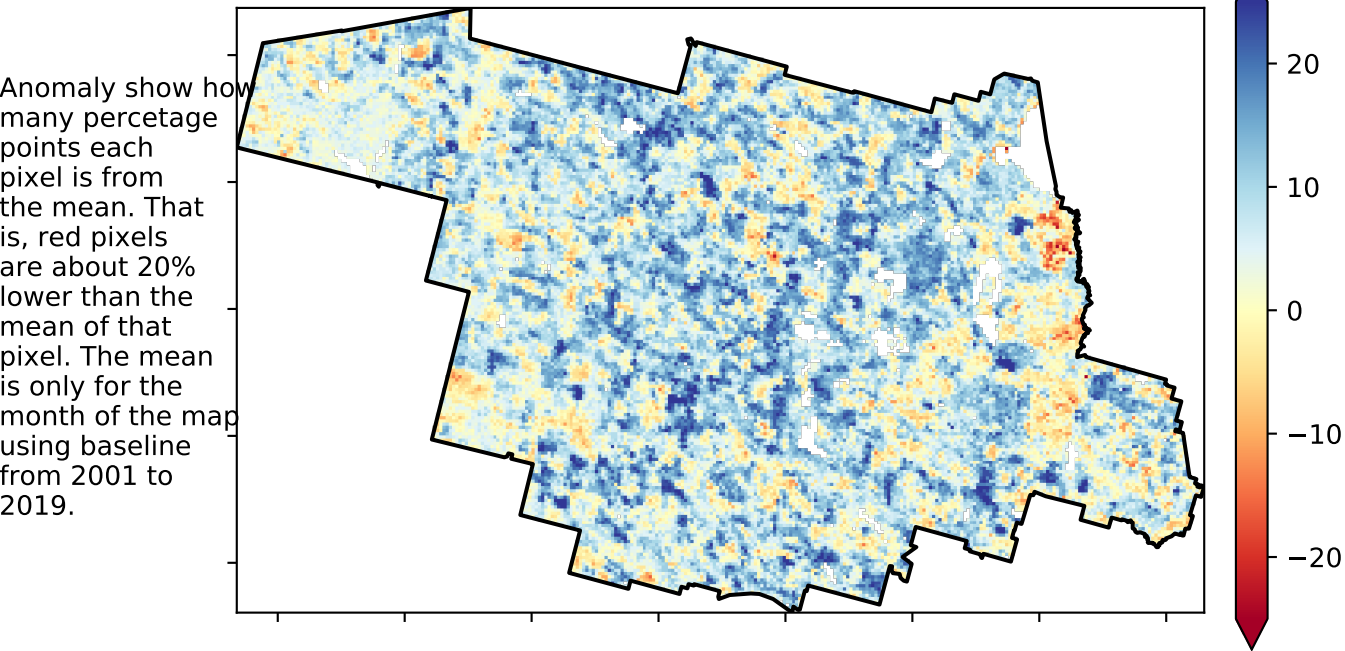 Anomaly show how
many percetage
points each
pixel is from
the mean. That
is, red pixels
are about 20%
lower than the
mean of that
pixel. The mean
is only for the
month of the map
using baseline
from 2001 to
2019.
20
10
0
−10
−20